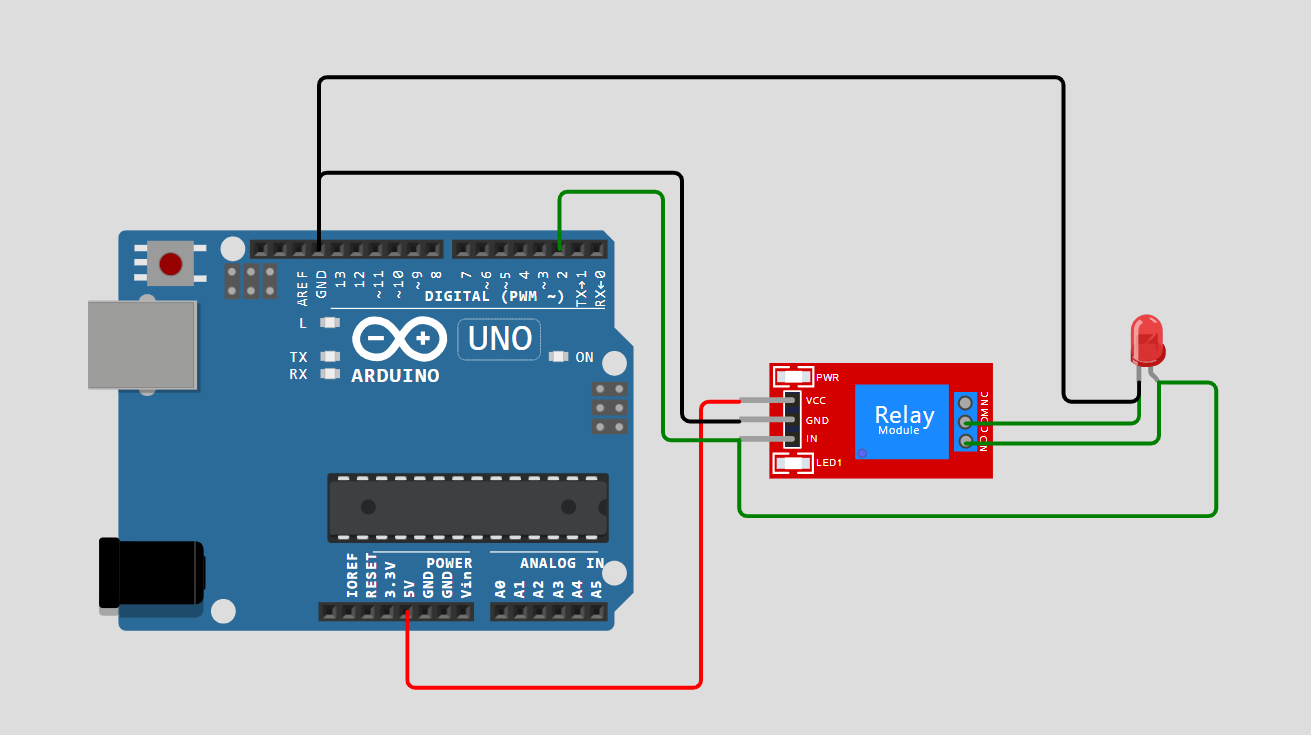 AREF
GND
13
12
~11
~10
~9
8
7
~6
~5
4
~3
2
TX→1
RX←0
DIGITAL (PWM ~)
L
TX
RX
UNO
ON
ARDUINO
PWR
VCC
GND
IN
LED1
Relay
Module
NC
COM
NO
POWER
ANALOG IN
IOREF
RESET
3.3V
5V
GND
GND
Vin
A0
A1
A2
A3
A4
A5